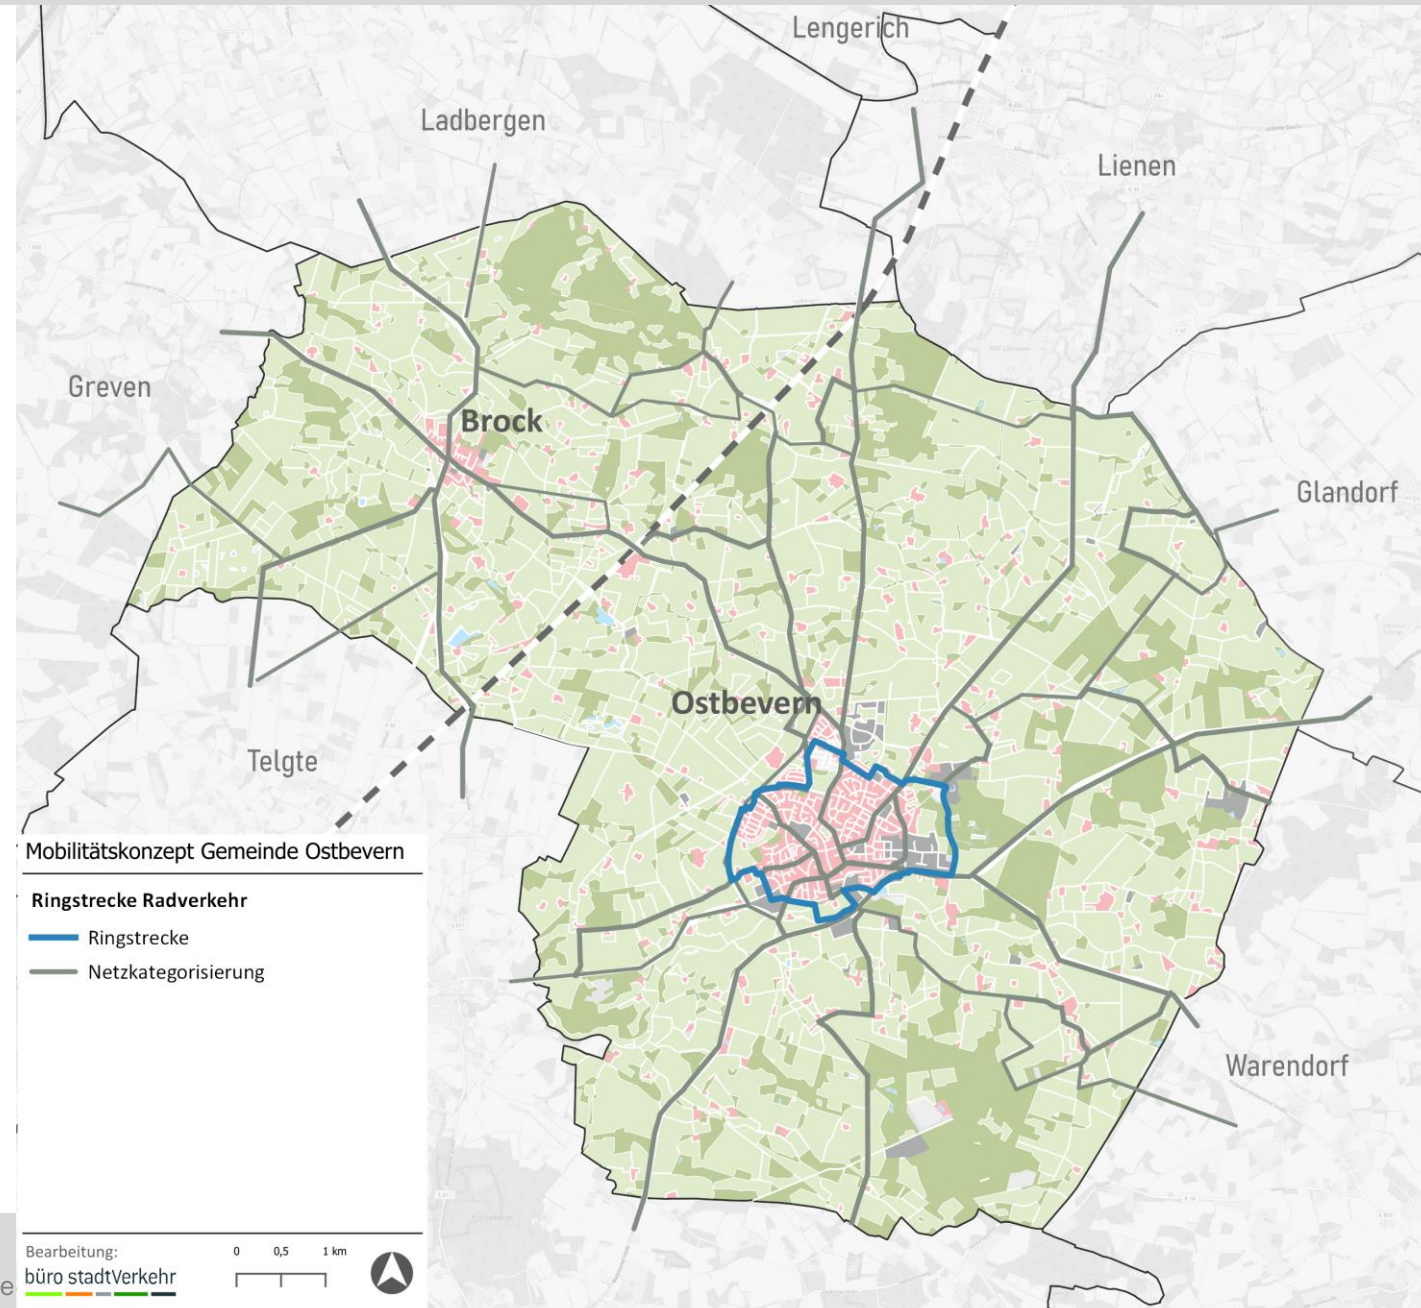 Lengerich
Ladbergen
Lienen
Greven
Brock
Glandorf
Ostbevern
Telgte
Mobilitätskonzept Gemeinde Ostbevern
Ringstrecke Radverkehr
Ringstrecke
Netzkategorisierung
Warendorf
Bearbeitung:
büro stadtVerkehr
0 0,5 1 km
e